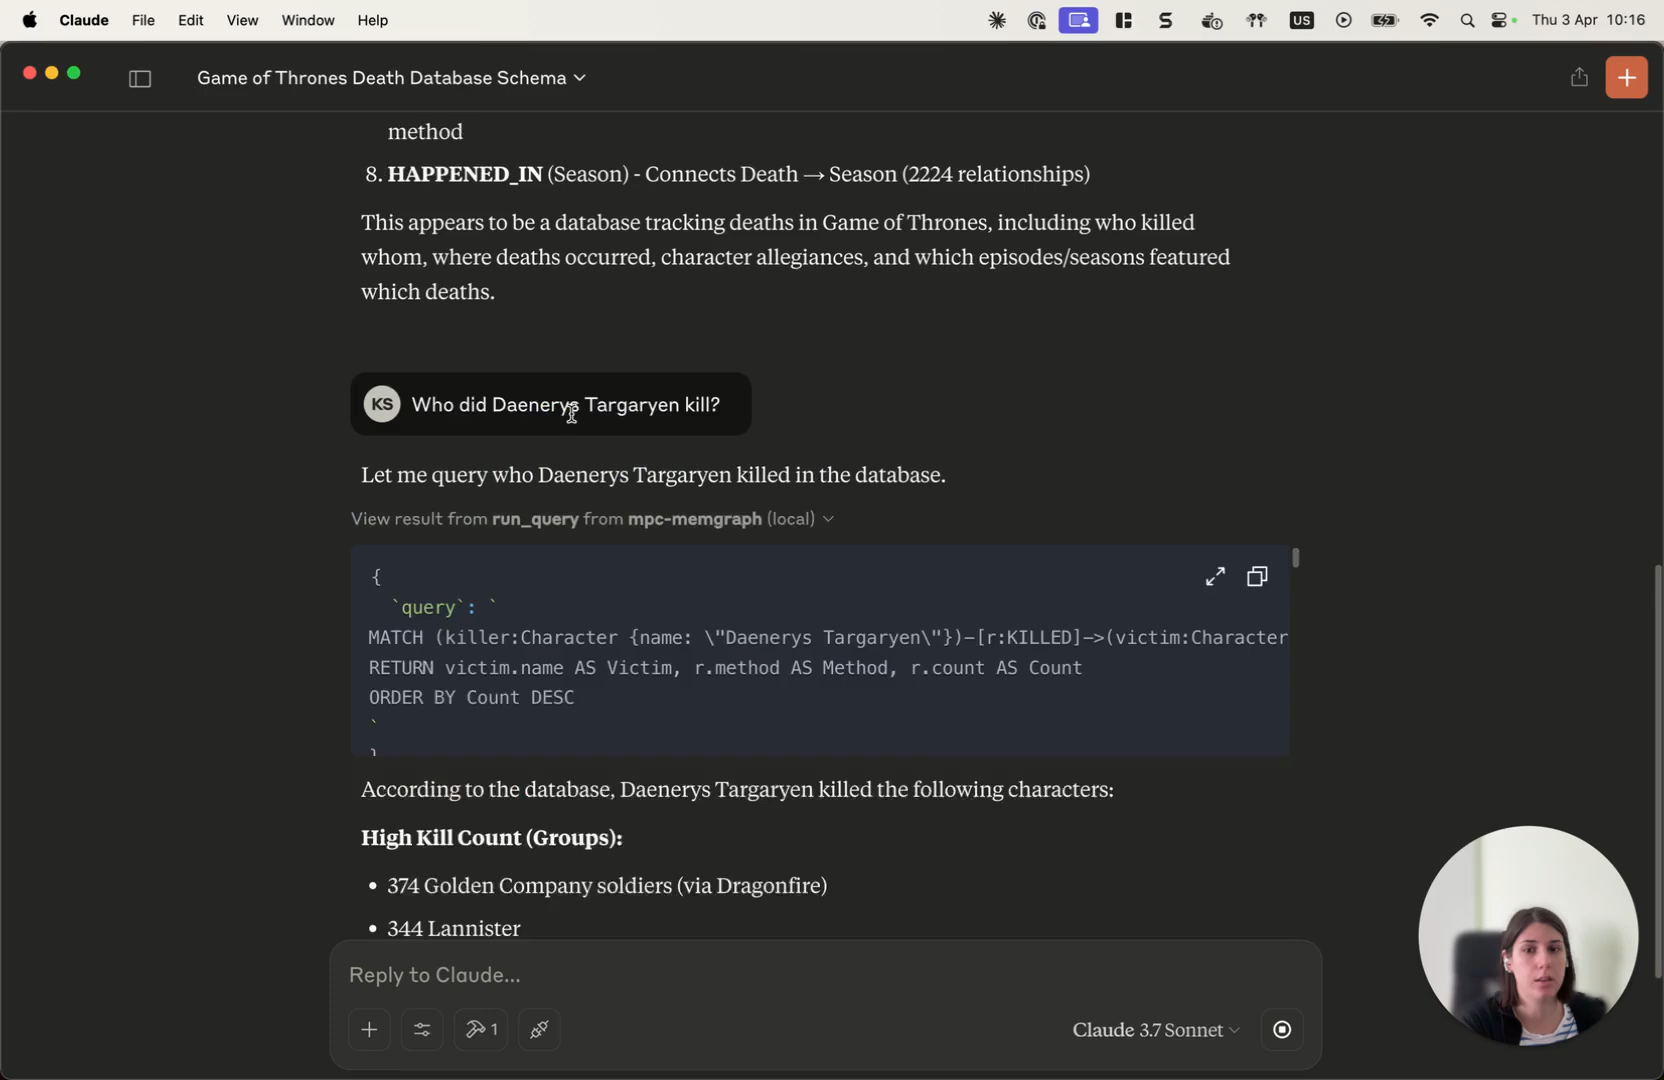 Claude File Edit View Window Help US Thu 3 Apr 10:16
Game of Thrones Death Database Schema
method
8. HAPPENED_IN (Season) - Connects Death → Season (2224 relationships)
This appears to be a database tracking deaths in Game of Thrones, including who killed
whom, where deaths occurred, character allegiances, and which episodes/seasons featured
which deaths.
KS Who did Daenerys Targaryen kill?
Let me query who Daenerys Targaryen killed in the database.
View result from run_query from mpc-memgraph (local)
{
`query`: `
MATCH (killer:Character {name: \"Daenerys Targaryen\"})-[r:KILLED]->(victim:Character
RETURN victim.name AS Victim, r.method AS Method, r.count AS Count
ORDER BY Count DESC
`
}
According to the database, Daenerys Targaryen killed the following characters:
High Kill Count (Groups):
• 374 Golden Company soldiers (via Dragonfire)
• 344 Lannister
Reply to Claude...
1
Claude 3.7 Sonnet